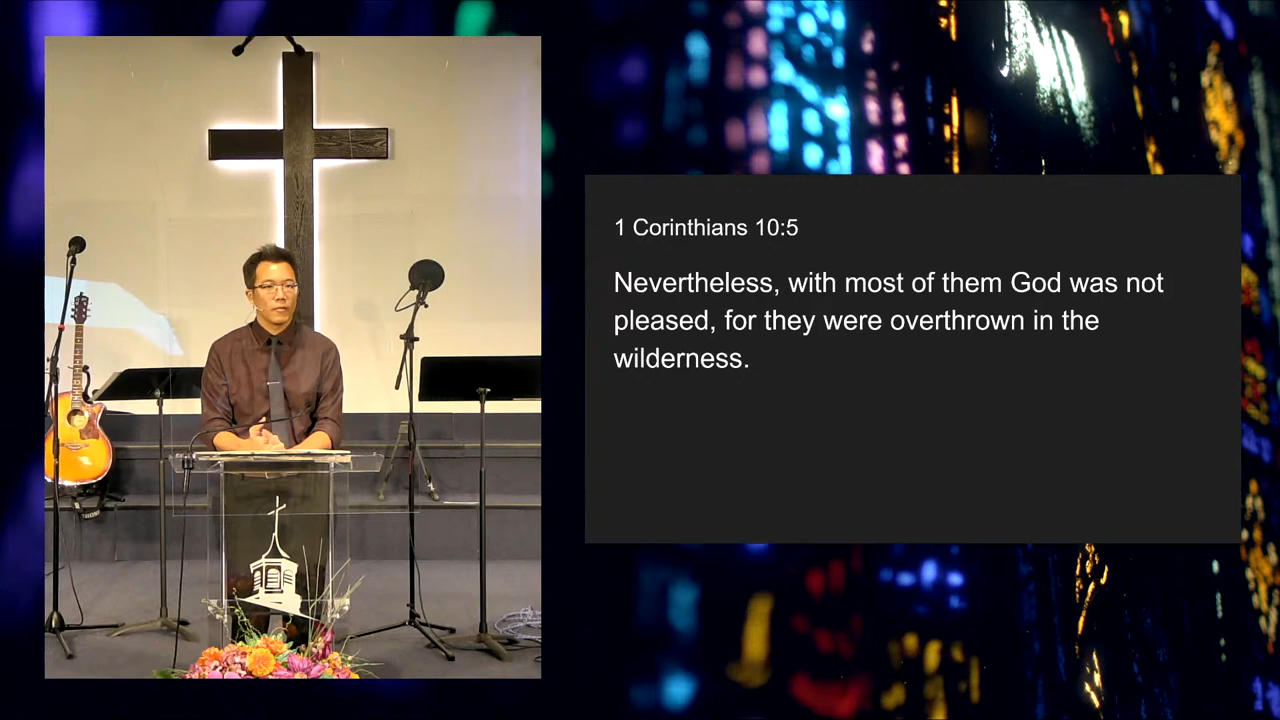 1 Corinthians 10:5
Nevertheless, with most of them God was not
pleased, for they were overthrown in the
wilderness.